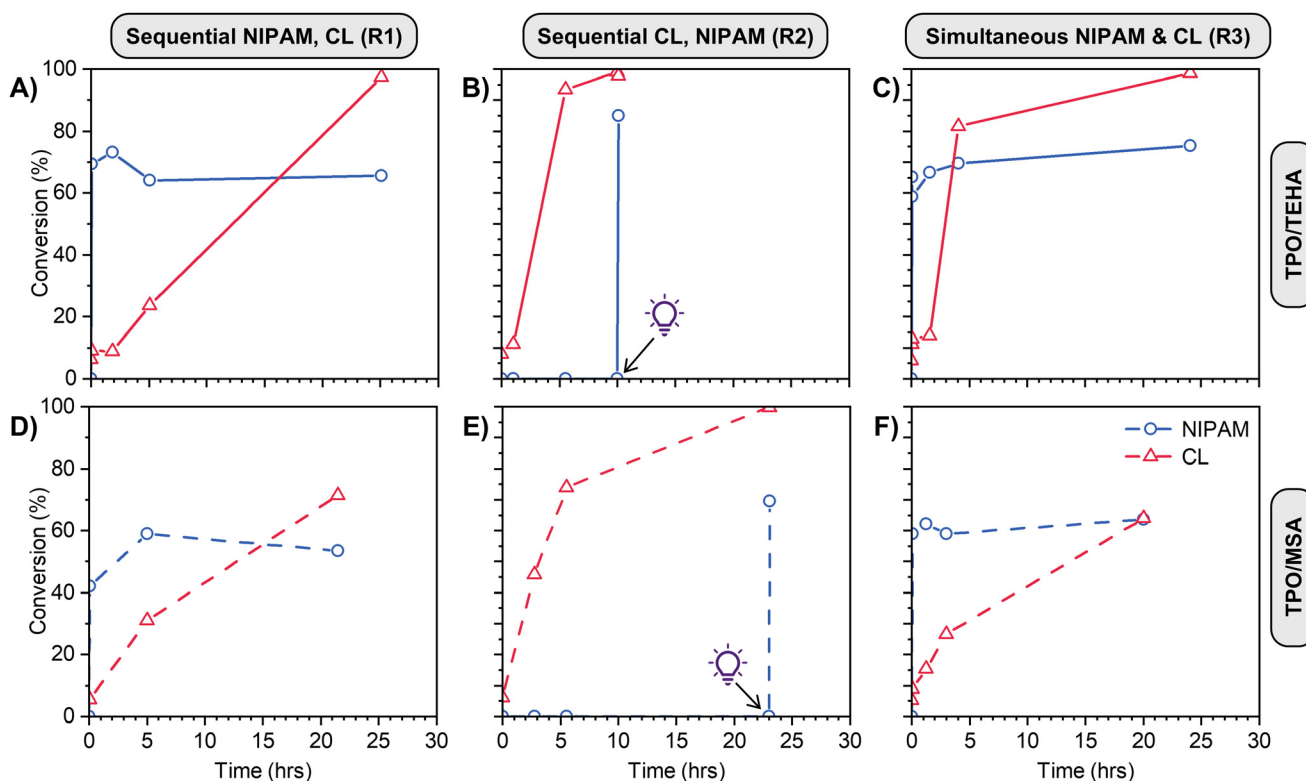 Sequential NIPAM, CL (R1)
Sequential CL, NIPAM (R2)
Simultaneous NIPAM & CL (R3)
A)
100
80
60
40
20
0
Conversion (%)
B)
C)
TPO/TEHA
D)
100
80
60
40
20
0
Conversion (%)
0 5 10 15 20 25 30
Time (hrs)
E)
0 5 10 15 20 25 30
Time (hrs)
F)
NIPAM
CL
0 5 10 15 20 25 30
Time (hrs)
TPO/MSA